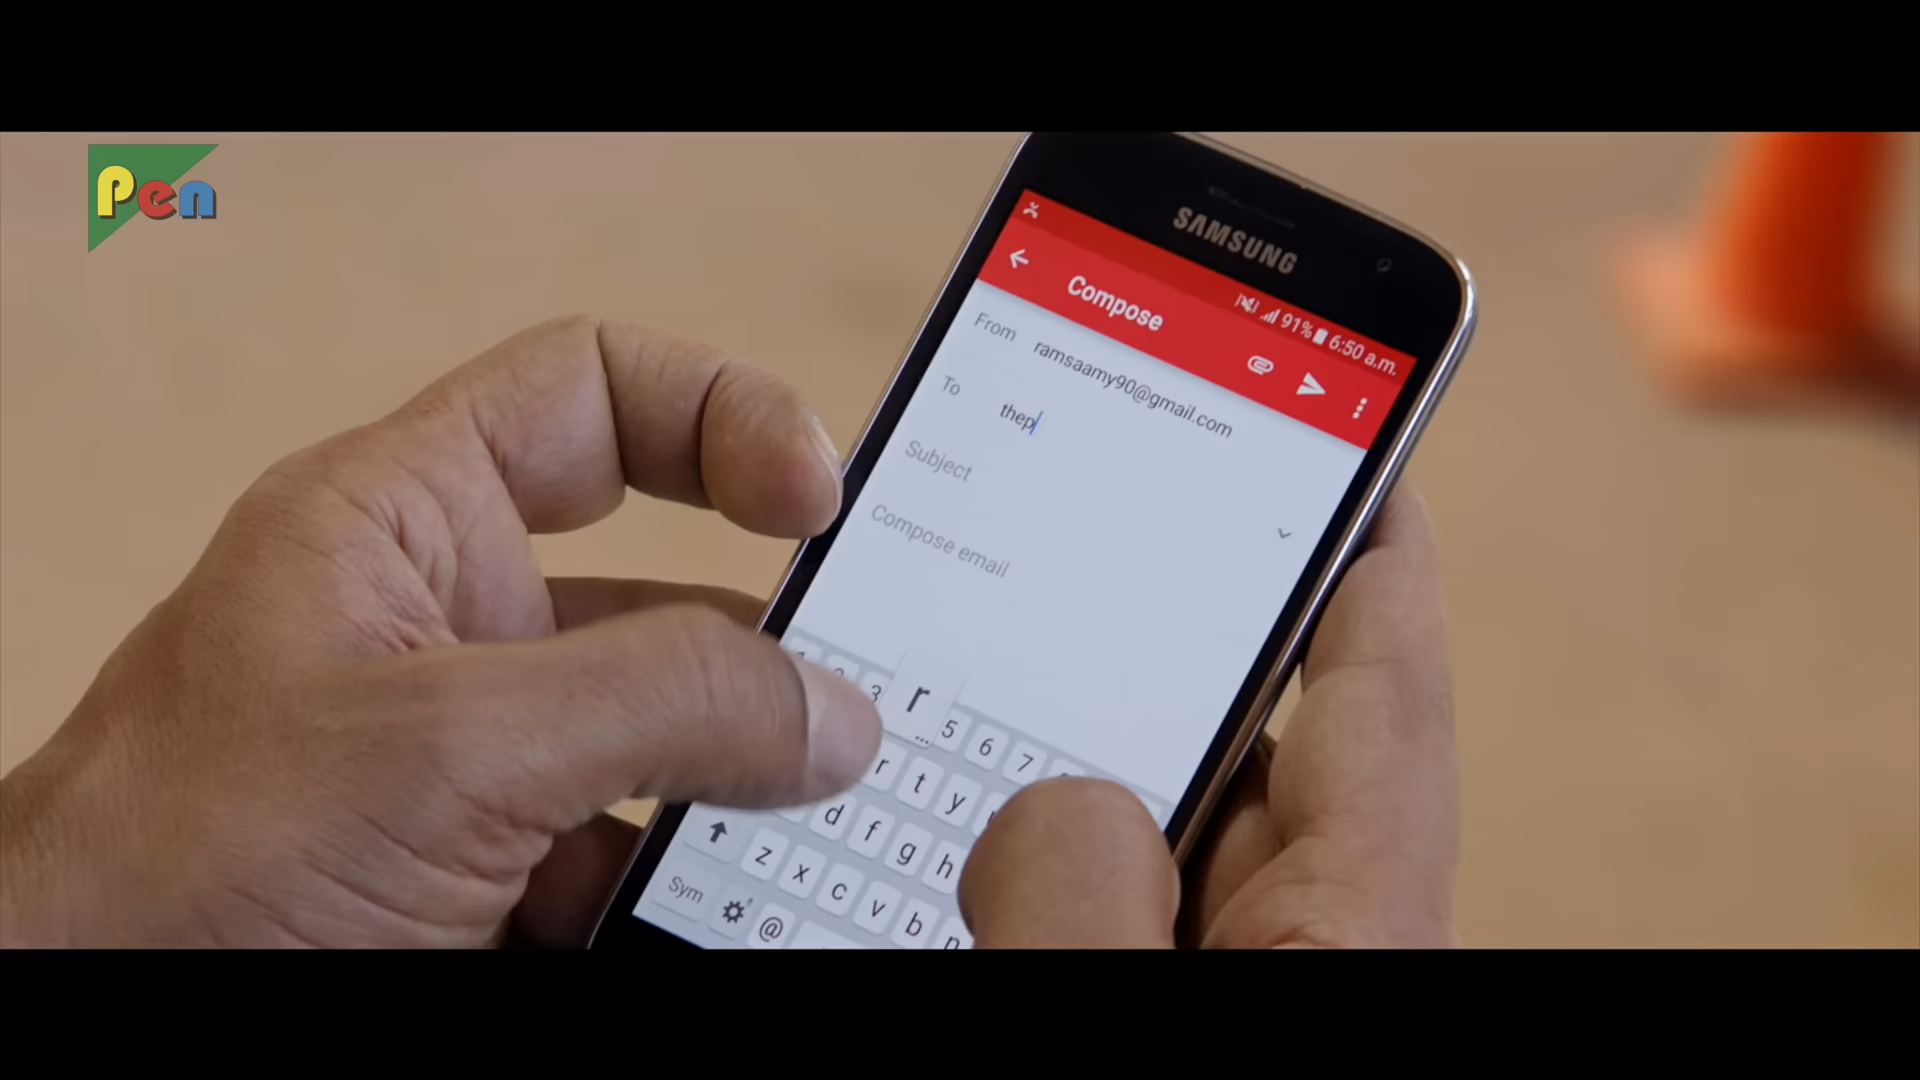 Pen
SAMSUNG
91% 6:50 a.m.
Compose
From ramsaamy90@gmail.com
To thep
Subject
Compose email
3 r 5 6 7
r t y
d f g h
z x c v b n
Sym @